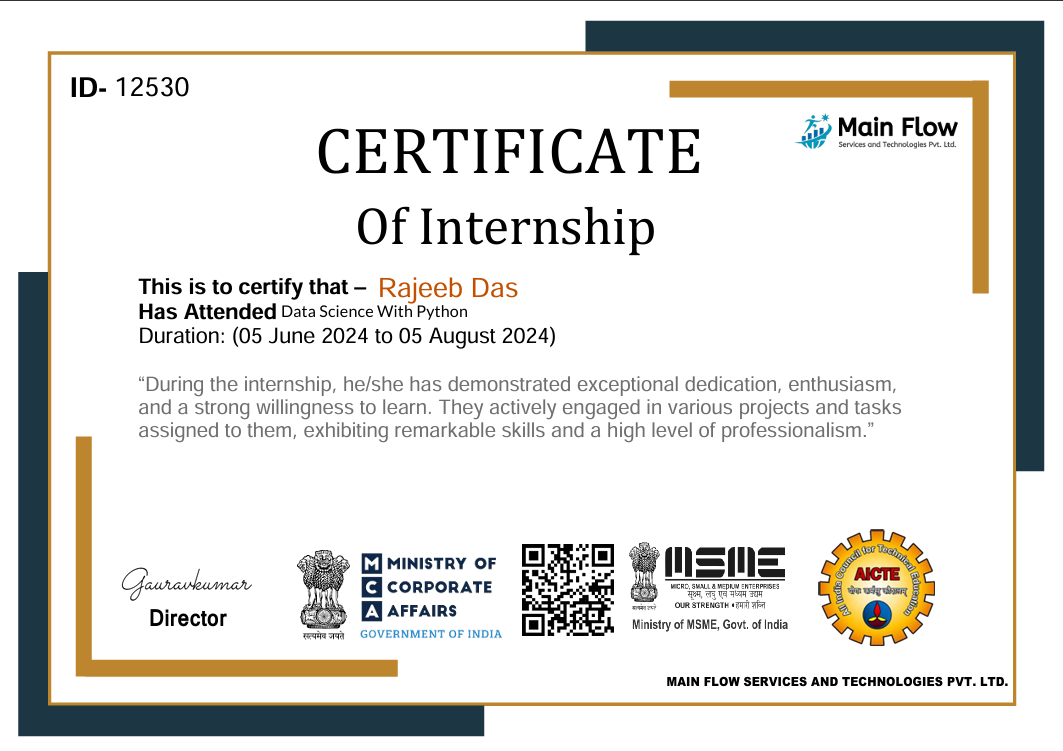 ID- 12530
Main Flow
Services and Technologies Pvt. Ltd.
CERTIFICATE
Of Internship
This is to certify that – Rajeeb Das
Has Attended Data Science With Python
Duration: (05 June 2024 to 05 August 2024)
“During the internship, he/she has demonstrated exceptional dedication, enthusiasm,
and a strong willingness to learn. They actively engaged in various projects and tasks
assigned to them, exhibiting remarkable skills and a high level of professionalism.”
Gauravkumar
Director
सत्यमेव जयते
M MINISTRY OF
C CORPORATE
A AFFAIRS
GOVERNMENT OF INDIA
सत्यमेव जयते
MSME
MICRO, SMALL & MEDIUM ENTERPRISES
सूक्ष्म, लघु एवं मध्यम उद्यम
OUR STRENGTH • हमारी शक्ति
Ministry of MSME, Govt. of India
All India Council for Technical Education
AICTE
MAIN FLOW SERVICES AND TECHNOLOGIES PVT. LTD.